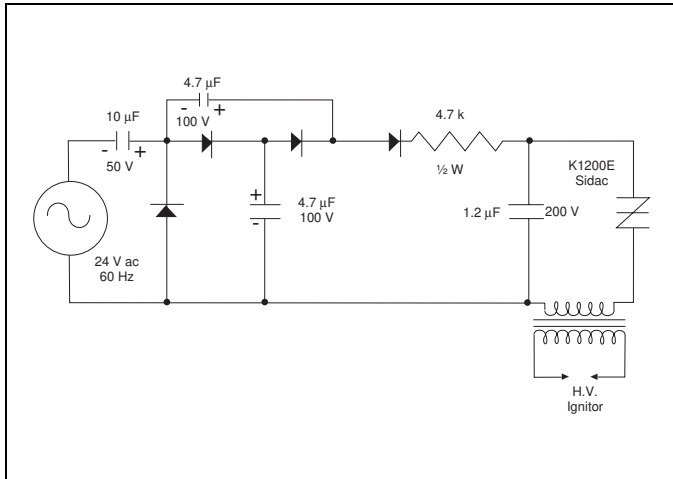 4.7 µF
- +
100 V
10 µF
- +
50 V
4.7 k
½ W
K1200E
Sidac
+
4.7 µF
100 V
-
1.2 µF
200 V
24 V ac
60 Hz
H.V.
Ignitor